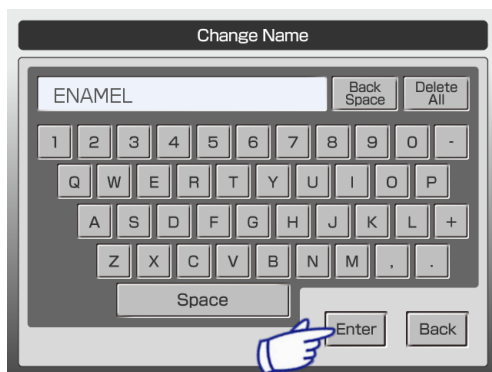 Change Name
ENAMEL
Back Space
Delete All
1 2 3 4 5 6 7 8 9 0 -
Q W E R T Y U I O P
A S D F G H J K L +
Z X C V B N M , .
Space
Enter Back